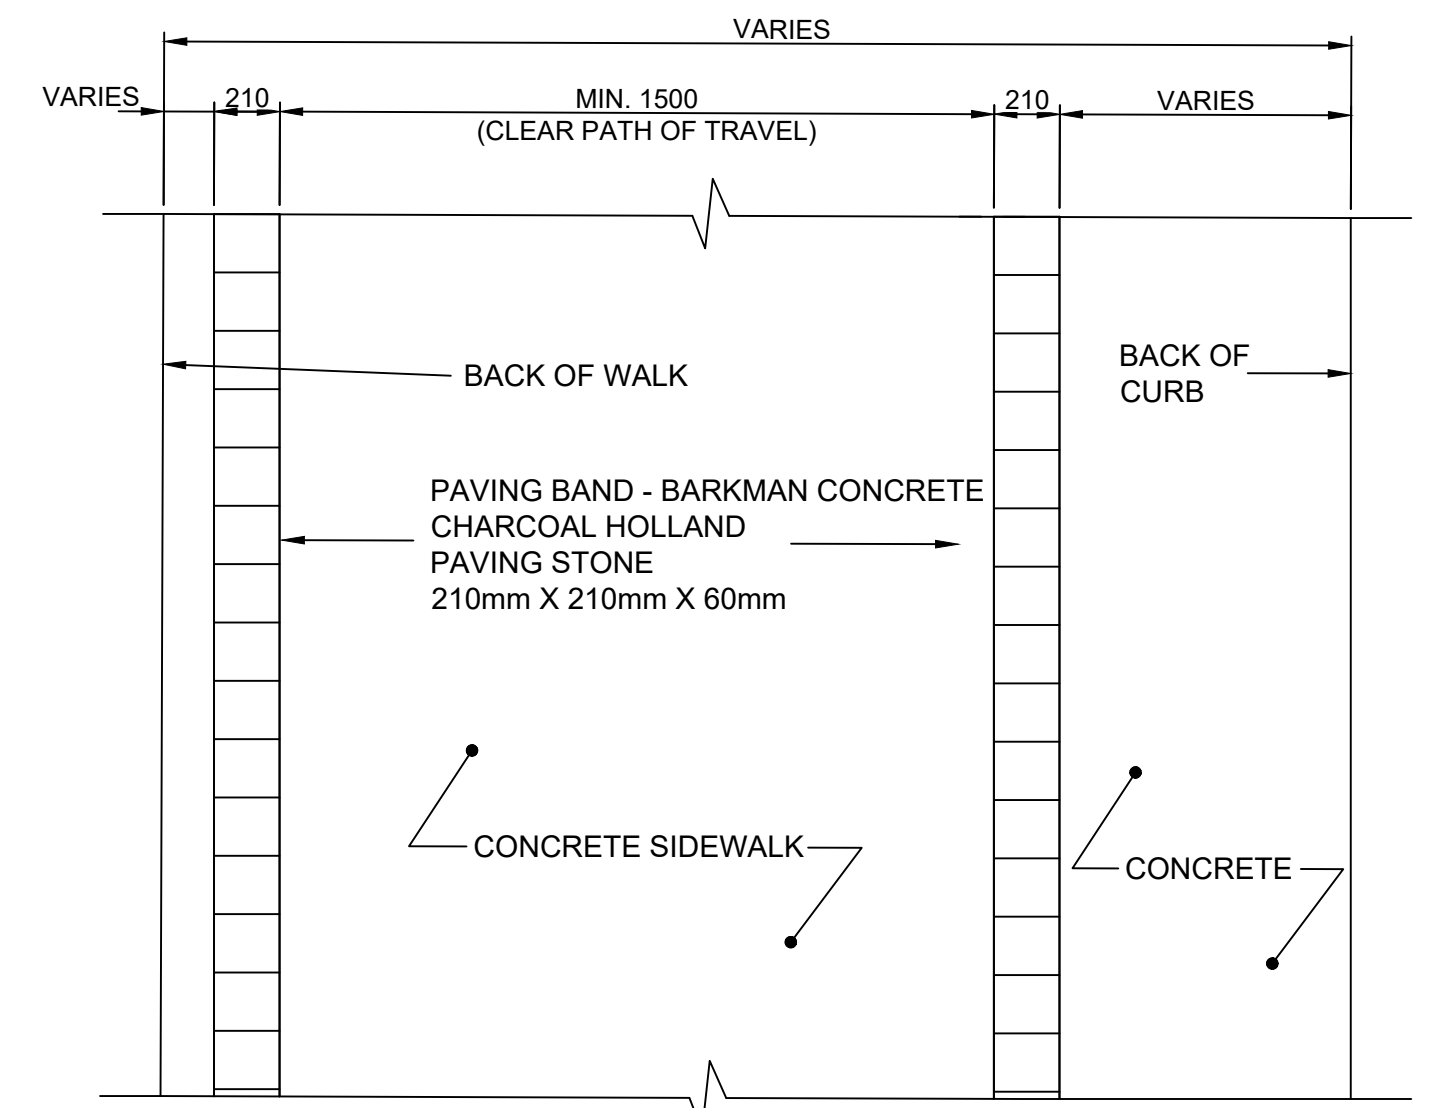 VARIES
VARIES
210
MIN. 1500
(CLEAR PATH OF TRAVEL)
210
VARIES
BACK OF WALK
BACK OF
CURB
PAVING BAND - BARKMAN CONCRETE
CHARCOAL HOLLAND
PAVING STONE
210mm X 210mm X 60mm
CONCRETE SIDEWALK
CONCRETE